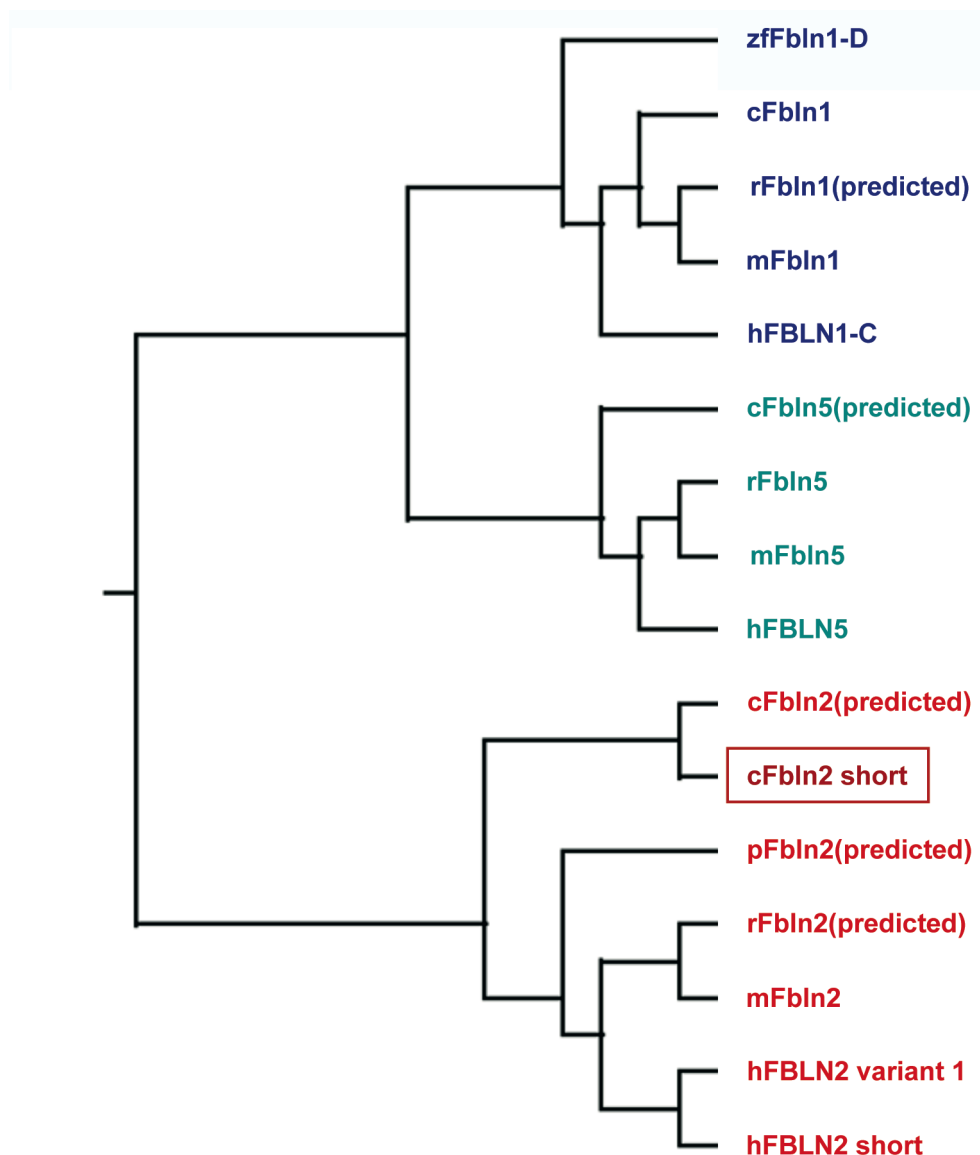 zfFbln1-D
cFbln1
rFbln1(predicted)
mFbln1
hFBLN1-C
cFbln5(predicted)
rFbln5
mFbln5
hFBLN5
cFbln2(predicted)
cFbln2 short
pFbln2(predicted)
rFbln2(predicted)
mFbln2
hFBLN2 variant 1
hFBLN2 short